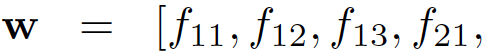 w = [f₁₁, f₁₂, f₁₃, f₂₁,